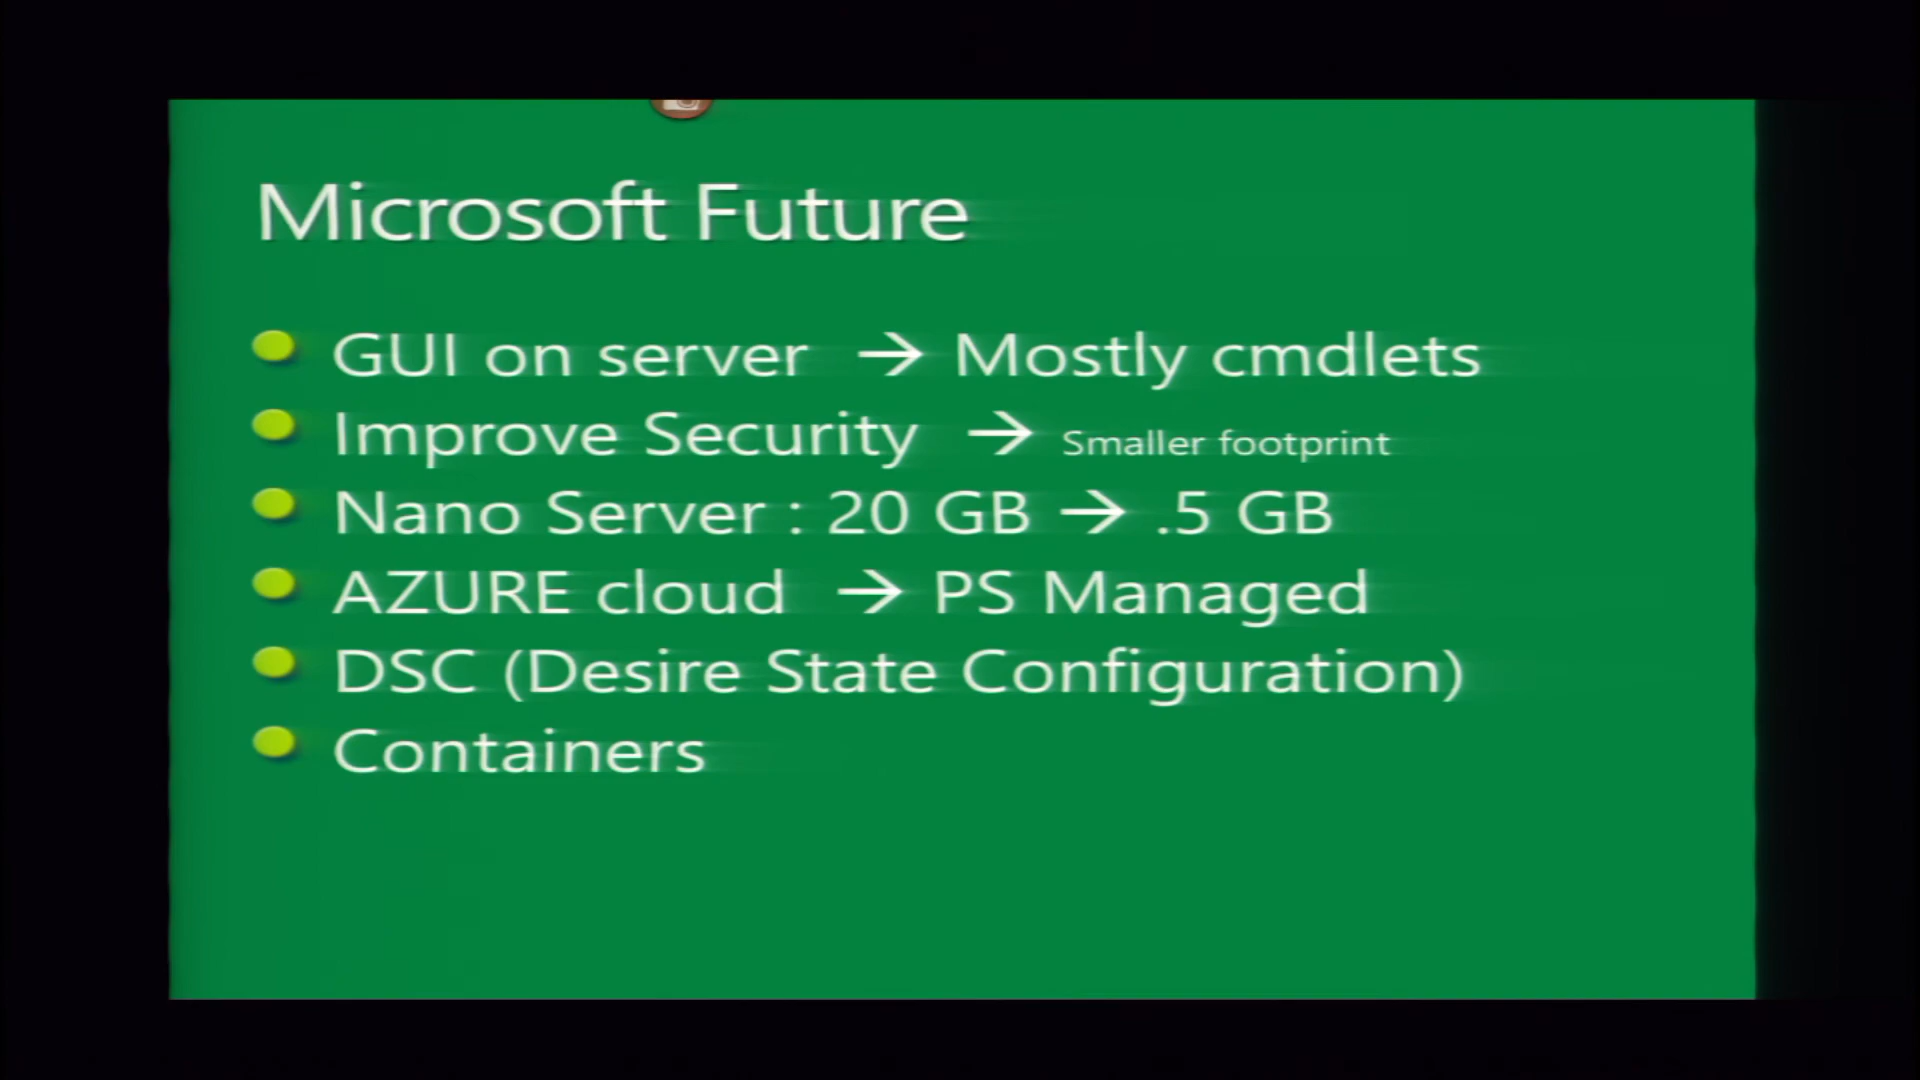 Microsoft Future
GUI on server → Mostly cmdlets
Improve Security → Smaller footprint
Nano Server : 20 GB → .5 GB
AZURE cloud → PS Managed
DSC (Desire State Configuration)
Containers